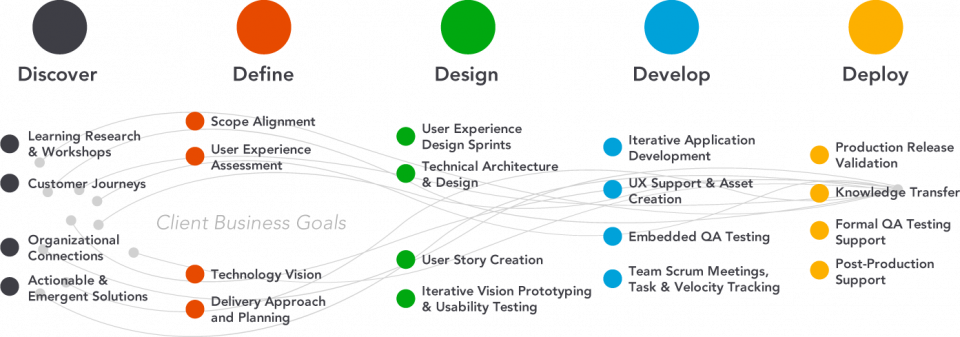 Discover
Define
Design
Develop
Deploy
Learning Research
& Workshops
Customer Journeys
Organizational
Connections
Actionable &
Emergent Solutions
Scope Alignment
User Experience
Assessment
Client Business Goals
Technology Vision
Delivery Approach
and Planning
User Experience
Design Sprints
Technical Architecture
& Design
User Story Creation
Iterative Vision Prototyping
& Usability Testing
Iterative Application
Development
UX Support & Asset
Creation
Embedded QA Testing
Team Scrum Meetings,
Task & Velocity Tracking
Production Release
Validation
Knowledge Transfer
Formal QA Testing
Support
Post-Production
Support